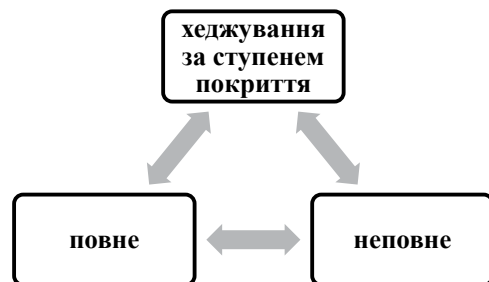 хеджування
за ступенем
покриття
повне
неповне